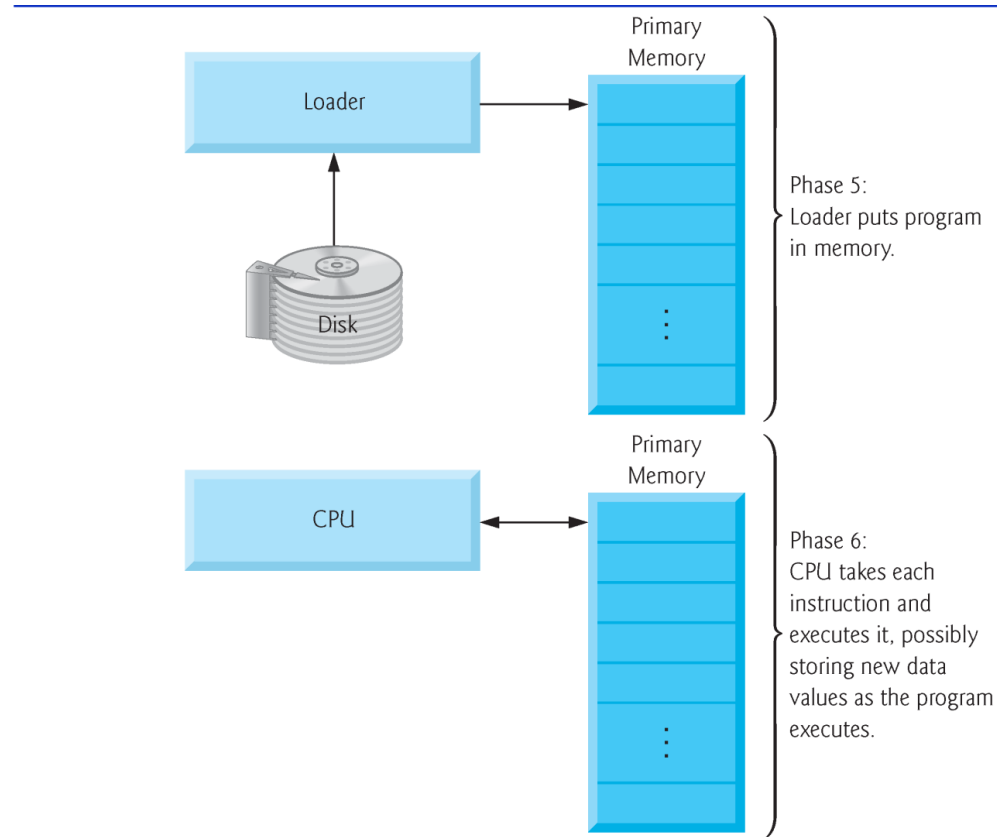 Primary
Memory
Loader
Disk
Phase 5:
Loader puts program
in memory.
Primary
Memory
CPU
Phase 6:
CPU takes each
instruction and
executes it, possibly
storing new data
values as the program
executes.